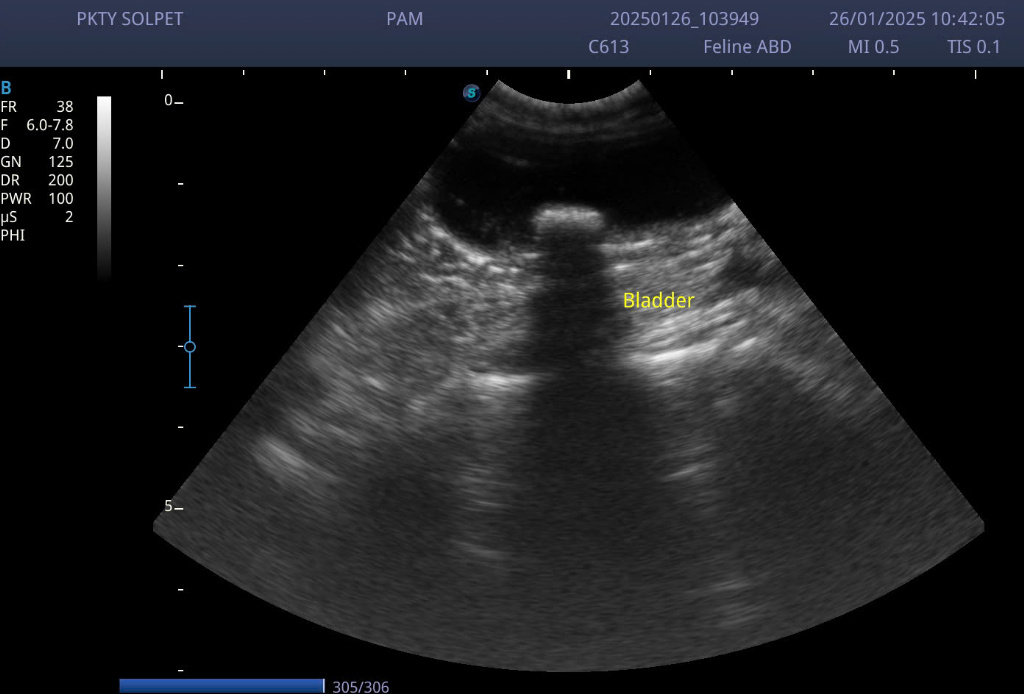 PKTY SOLPET PAM 20250126_103949 26/01/2025 10:42:05
C613 Feline ABD MI 0.5 TIS 0.1
B
FR 38
F 6.0-7.8
D 7.0
GN 125
DR 200
PWR 100
µS 2
PHI
0
S
Bladder
5
305/306